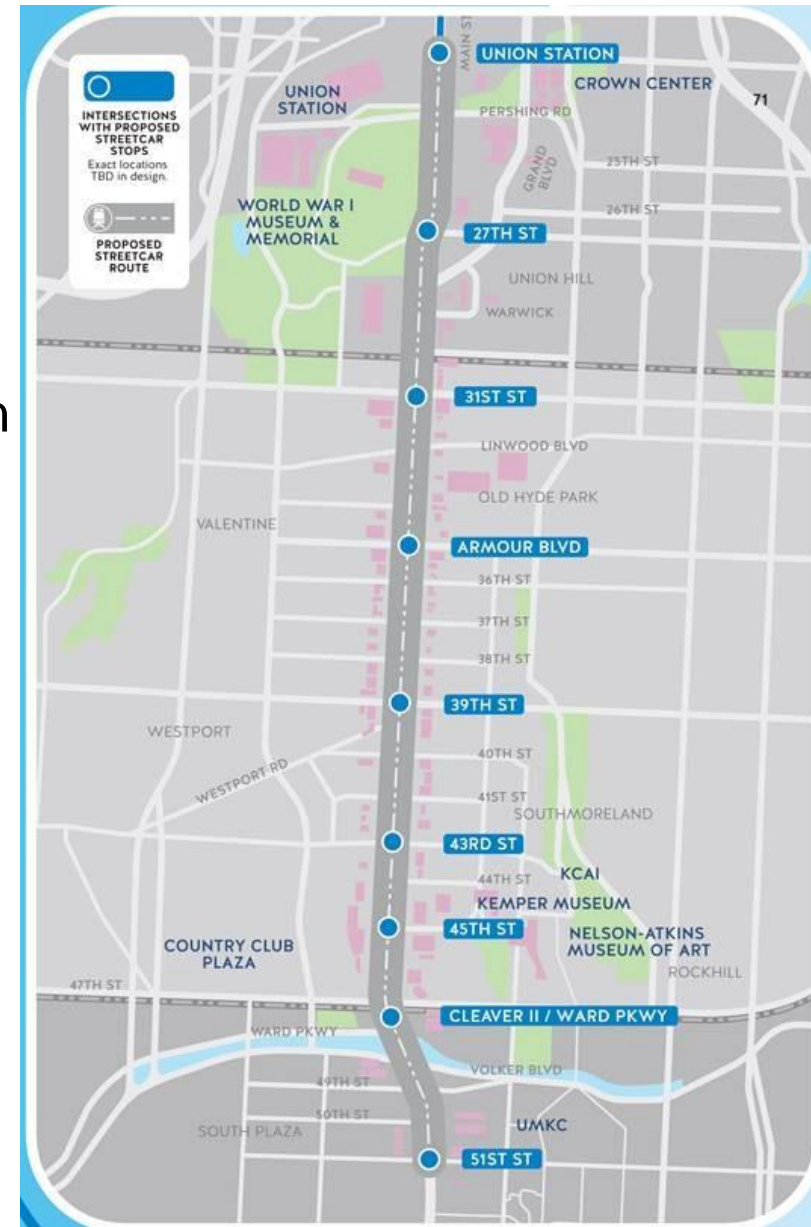 MAIN ST
UNION STATION
UNION
STATION
CROWN CENTER
71
INTERSECTIONS
WITH PROPOSED
STREETCAR
STOPS
Exact locations
TBD in design.
PROPOSED
STREETCAR
ROUTE
PERSHING RD
GRAND
BLVD
25TH ST
26TH ST
WORLD WAR I
MUSEUM &
MEMORIAL
27TH ST
UNION HILL
WARWICK
n
31ST ST
LINWOOD BLVD
OLD HYDE PARK
VALENTINE
ARMOUR BLVD
36TH ST
37TH ST
38TH ST
39TH ST
WESTPORT
WESTPORT RD
40TH ST
41ST ST
SOUTHMORELAND
43RD ST
44TH ST
KCAI
KEMPER MUSEUM
45TH ST
NELSON-ATKINS
MUSEUM OF ART
COUNTRY CLUB
PLAZA
ROCKHILL
47TH ST
CLEAVER II / WARD PKWY
WARD PKWY
VOLKER BLVD
49TH ST
50TH ST
SOUTH PLAZA
UMKC
51ST ST